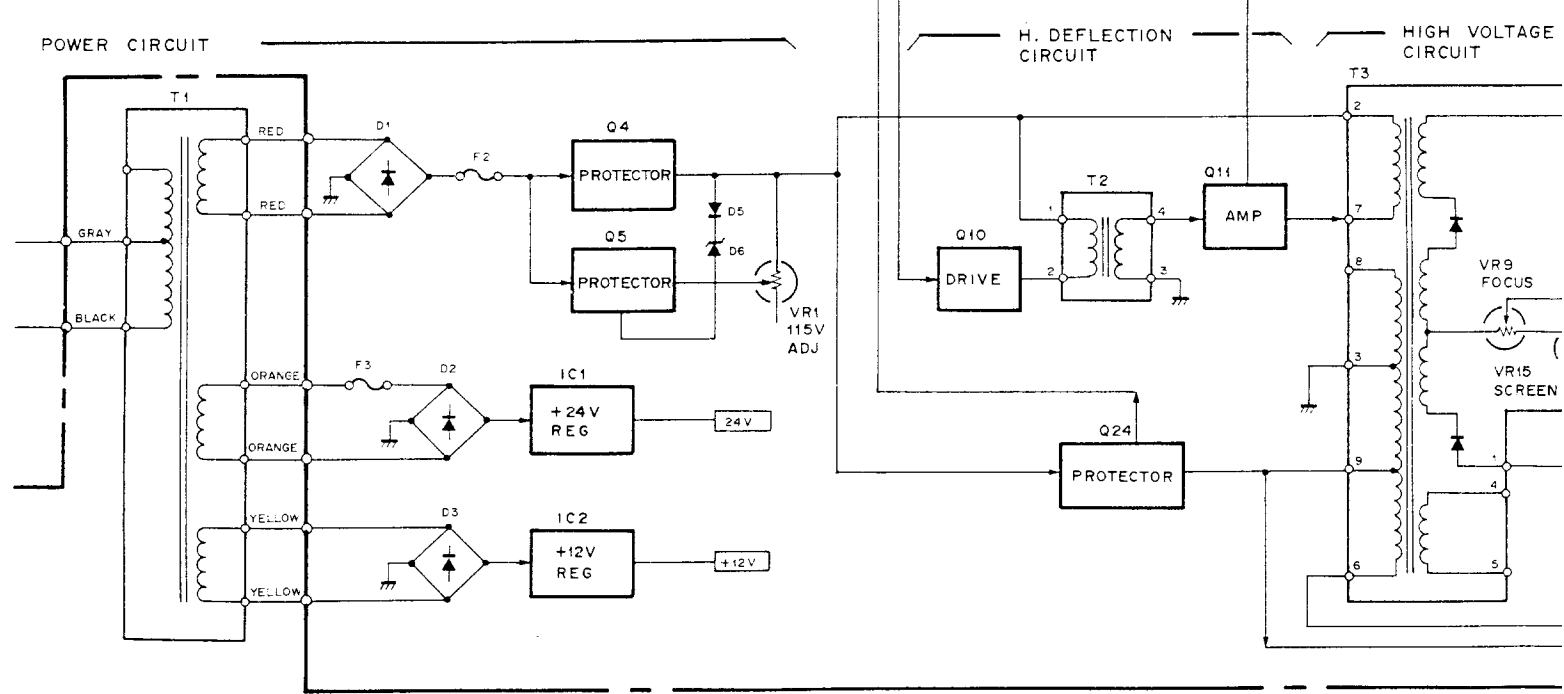 POWER CIRCUIT
H. DEFLECTION
CIRCUIT
HIGH VOLTAGE
CIRCUIT
T1
T3
RED
D1
F2
Q4
PROTECTOR
2
RED
D5
Q5
D6
PROTECTOR
VR1
115V
ADJ
GRAY
BLACK
T2
1
4
2
3
Q10
DRIVE
Q11
AMP
7
8
VR9
FOCUS
VR15
SCREEN
(
3
ORANGE
F3
D2
IC1
+24V
REG
24V
ORANGE
Q24
PROTECTOR
9
1
4
YELLOW
D3
IC2
+12V
REG
+12V
YELLOW
6
5